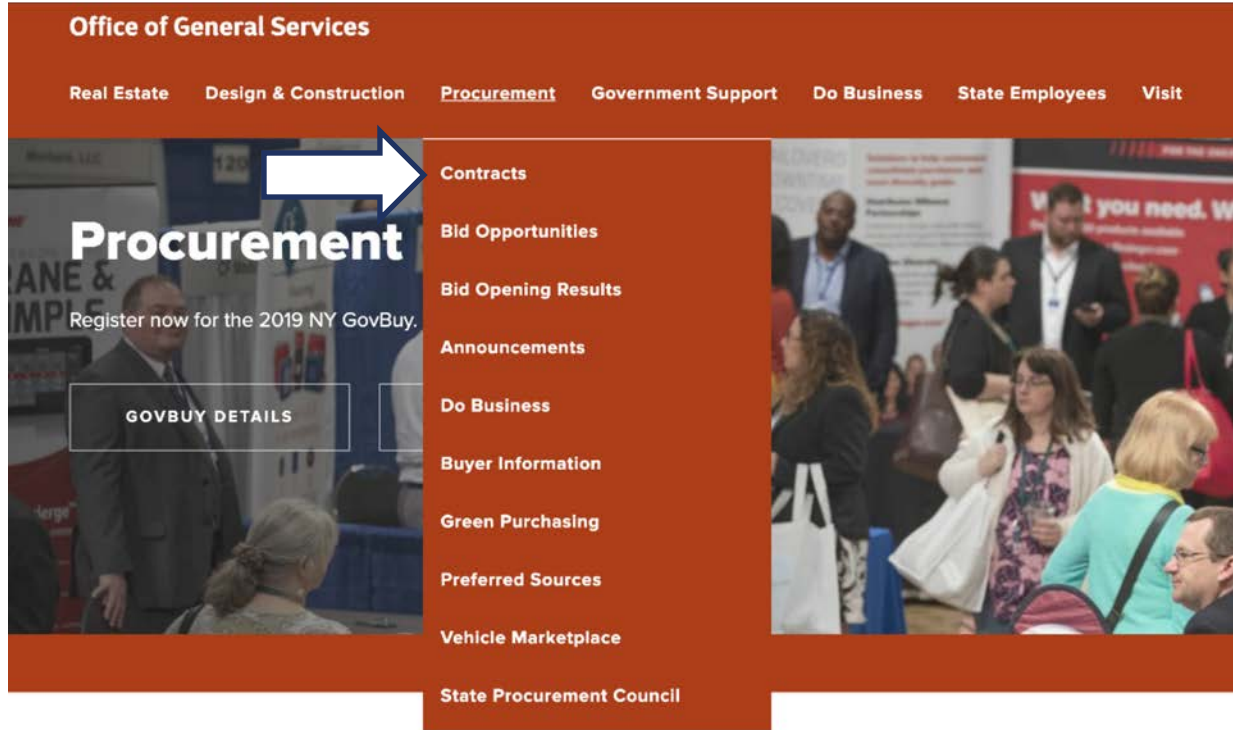 Office of General Services
Real Estate Design & Construction Procurement Government Support Do Business State Employees Visit
120
Contracts
Procurement
Bid Opportunities
Bid Opening Results
Register now for the 2019 NY GovBuy.
Announcements
GOVBUY DETAILS
Do Business
Buyer Information
Green Purchasing
Preferred Sources
Vehicle Marketplace
State Procurement Council
you need. W